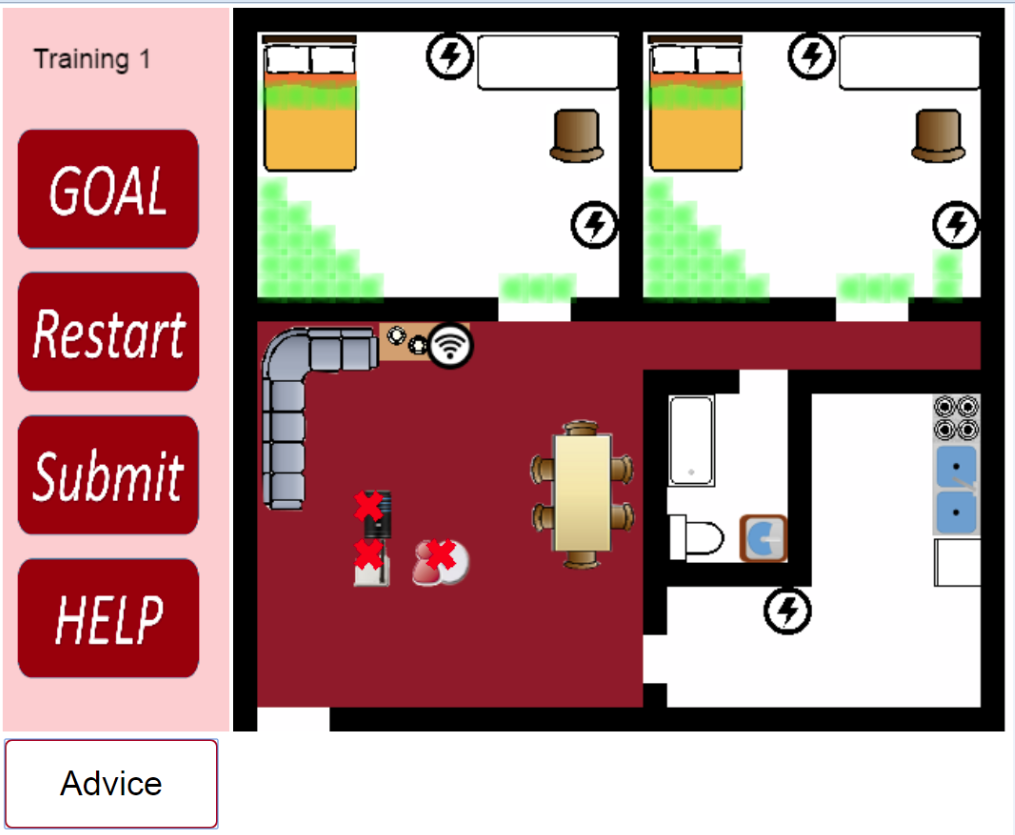 Training 1
GOAL
Restart
Submit
HELP
Advice